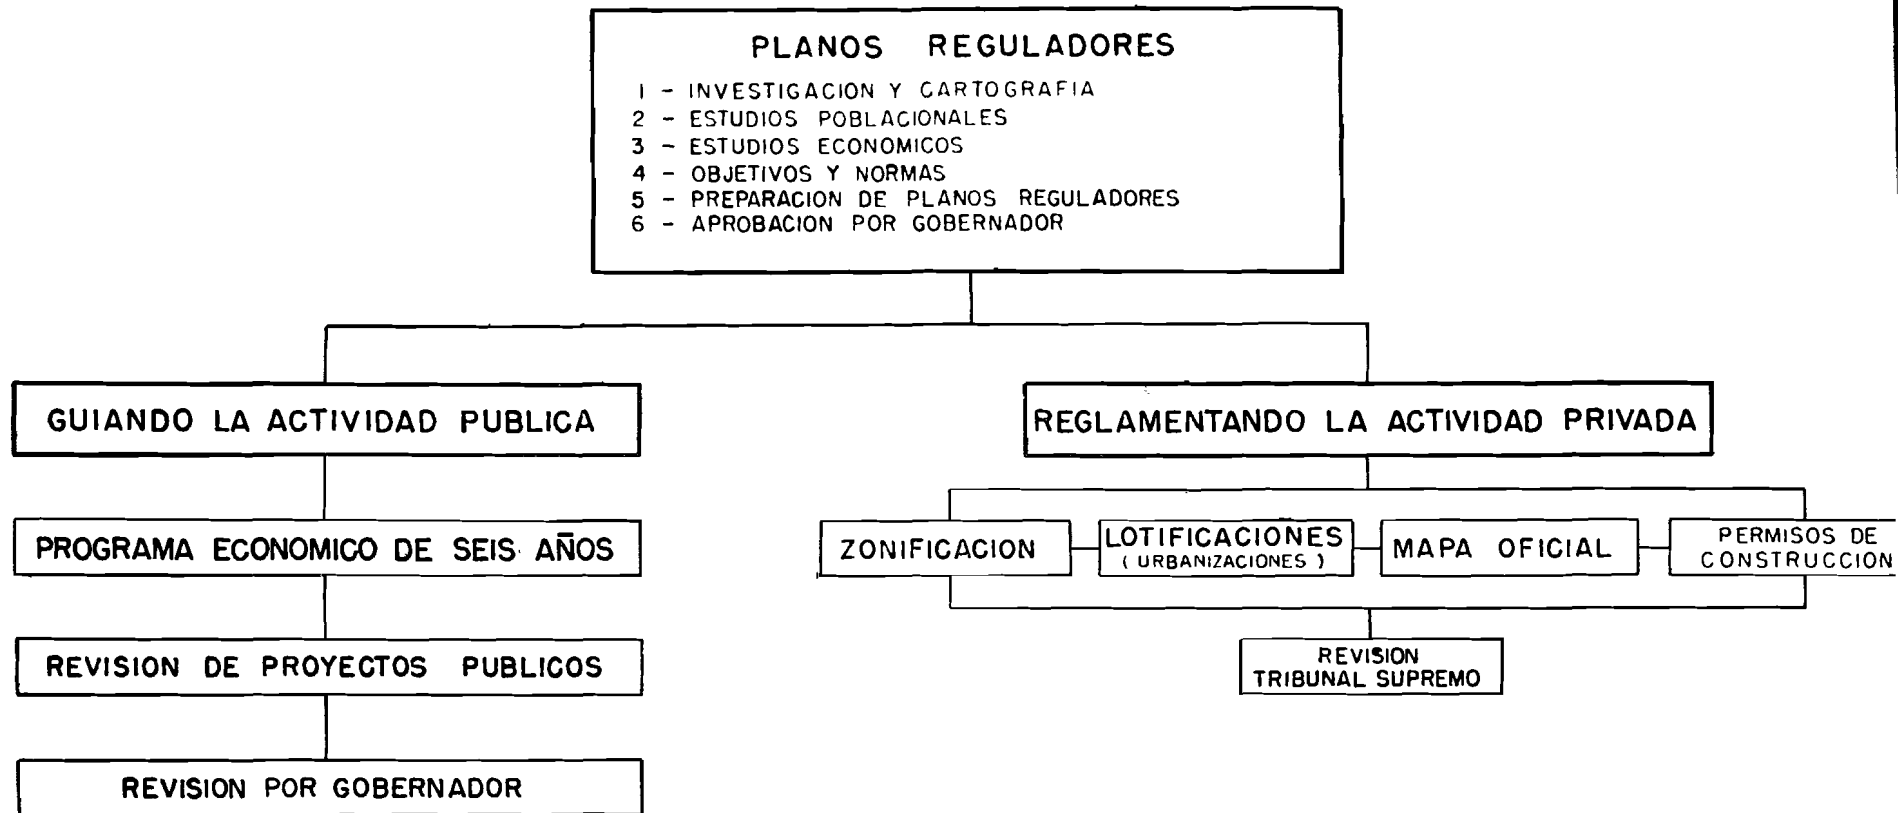 PLANOS REGULADORES
1 - INVESTIGACION Y CARTOGRAFIA
2 - ESTUDIOS POBLACIONALES
3 - ESTUDIOS ECONOMICOS
4 - OBJETIVOS Y NORMAS
5 - PREPARACION DE PLANOS REGULADORES
6 - APROBACION POR GOBERNADOR
GUIANDO LA ACTIVIDAD PUBLICA
REGLAMENTANDO LA ACTIVIDAD PRIVADA
PROGRAMA ECONOMICO DE SEIS AÑOS
ZONIFICACION
LOTIFICACIONES
( URBANIZACIONES )
MAPA OFICIAL
PERMISOS DE
CONSTRUCCION
REVISION DE PROYECTOS PUBLICOS
REVISION
TRIBUNAL SUPREMO
REVISION POR GOBERNADOR